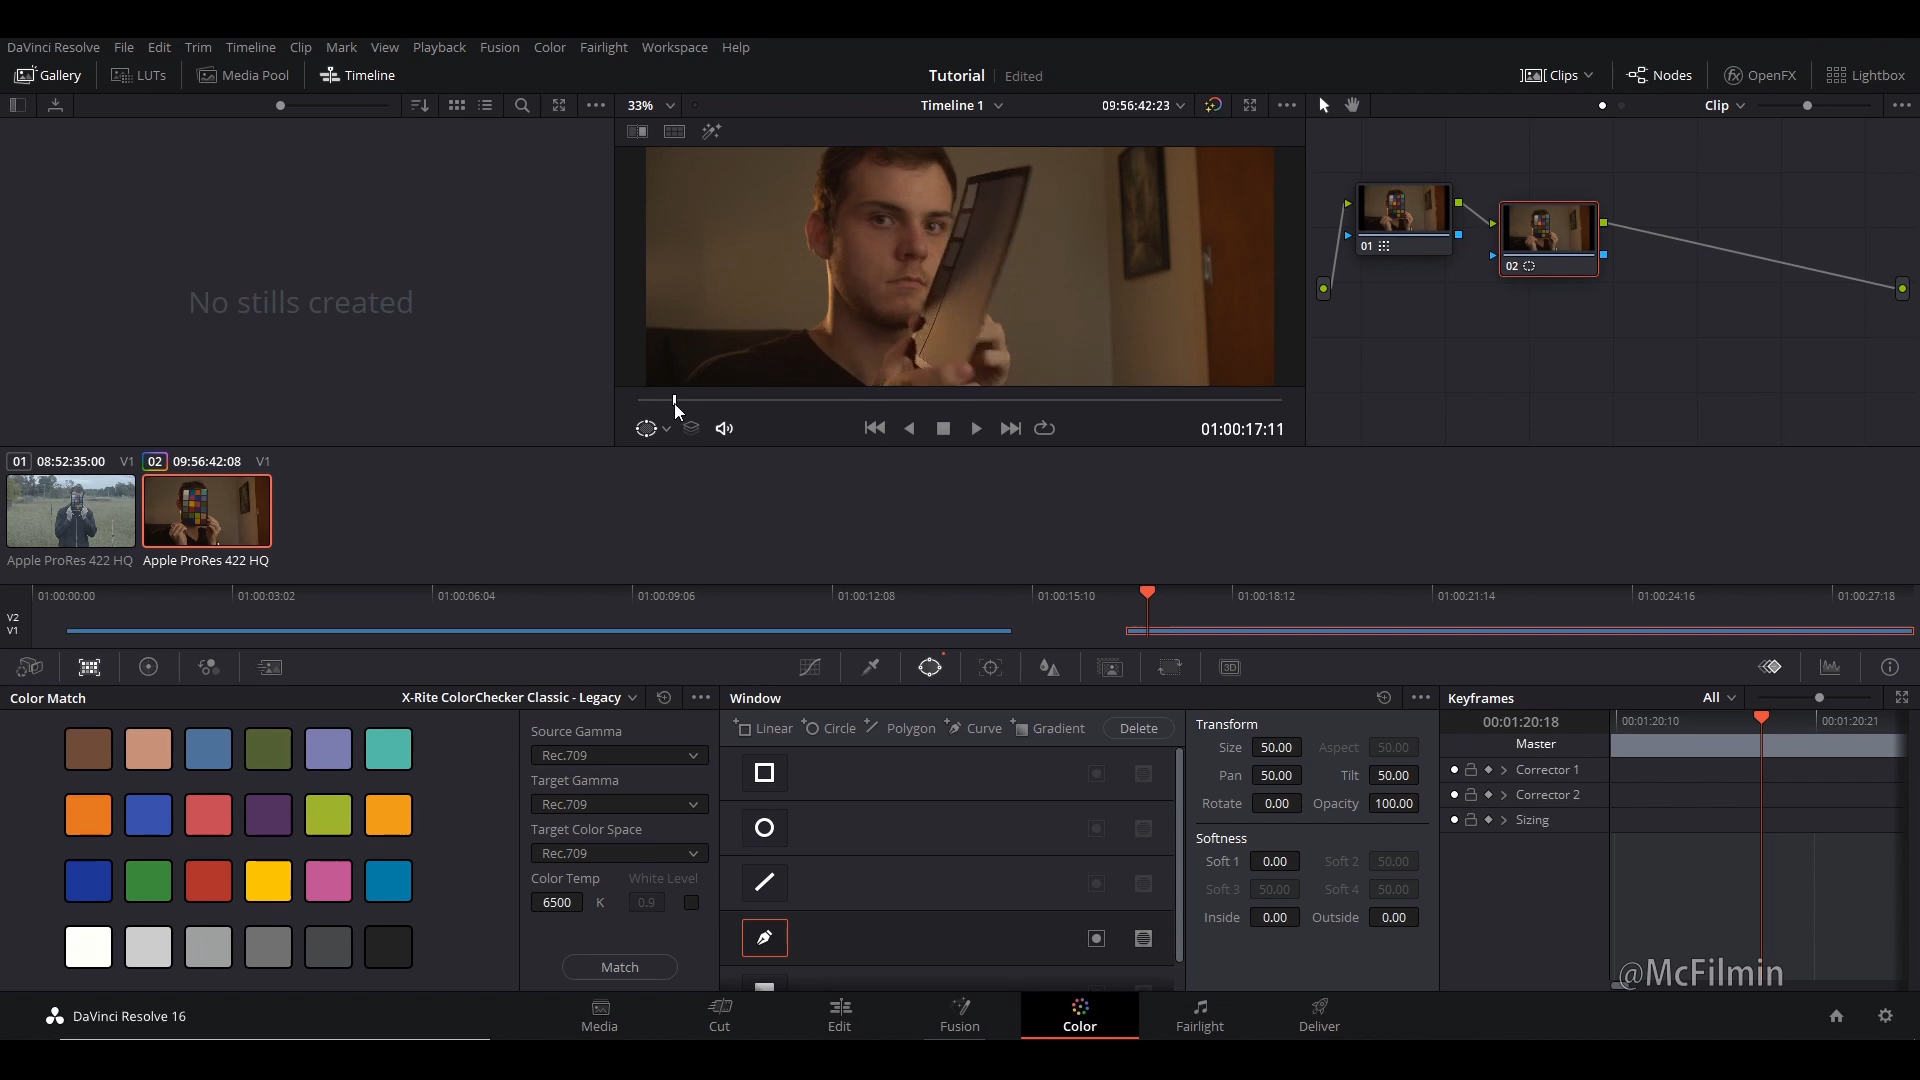 DaVinci Resolve File Edit Trim Timeline Clip Mark View Playback Fusion Color Fairlight Workspace Help
Gallery LUTs Media Pool Timeline Tutorial Edited Clips Nodes OpenFX Lightbox
33% Timeline 1 09:56:42:23 Clip
No stills created
01
02
01:00:17:11
01 08:52:35:00 V1 02 09:56:42:08 V1
Apple ProRes 422 HQ Apple ProRes 422 HQ
01:00:00:00 01:00:03:02 01:00:06:04 01:00:09:06 01:00:12:08 01:00:15:10 01:00:18:12 01:00:21:14 01:00:24:16 01:00:27:18
V2
V1
3D
Color Match X-Rite ColorChecker Classic - Legacy
Source Gamma
Rec.709
Target Gamma
Rec.709
Target Color Space
Rec.709
Color Temp White Level
6500 K 0.9
Match
Window
Linear Circle Polygon Curve Gradient Delete
Transform
Size 50.00 Aspect 50.00
Pan 50.00 Tilt 50.00
Rotate 0.00 Opacity 100.00
Softness
Soft 1 0.00 Soft 2 50.00
Soft 3 50.00 Soft 4 50.00
Inside 0.00 Outside 0.00
Keyframes All
00:01:20:18 00:01:20:10 00:01:20:21
Master
Corrector 1
Corrector 2
Sizing
@McFilmin
DaVinci Resolve 16 Media Cut Edit Fusion Color Fairlight Deliver